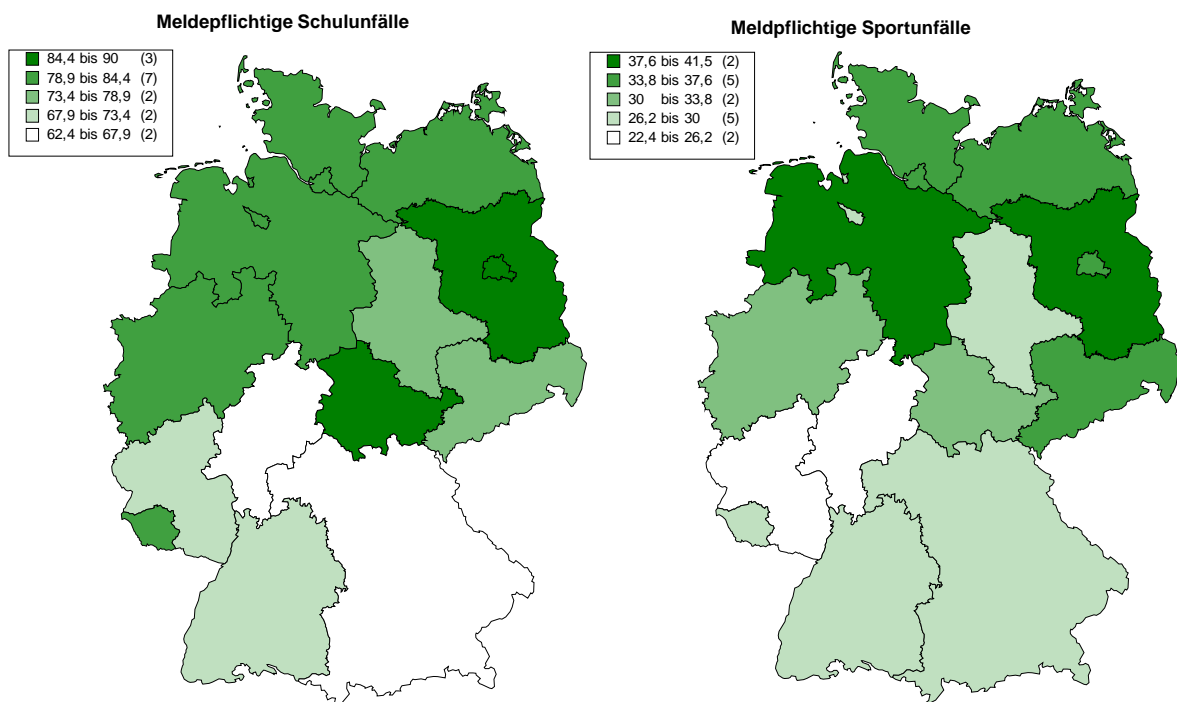 Meldepflichtige Schulunfälle
84,4 bis 90 (3)
78,9 bis 84,4 (7)
73,4 bis 78,9 (2)
67,9 bis 73,4 (2)
62,4 bis 67,9 (2)
Meldpflichtige Sportunfälle
37,6 bis 41,5 (2)
33,8 bis 37,6 (5)
30 bis 33,8 (2)
26,2 bis 30 (5)
22,4 bis 26,2 (2)